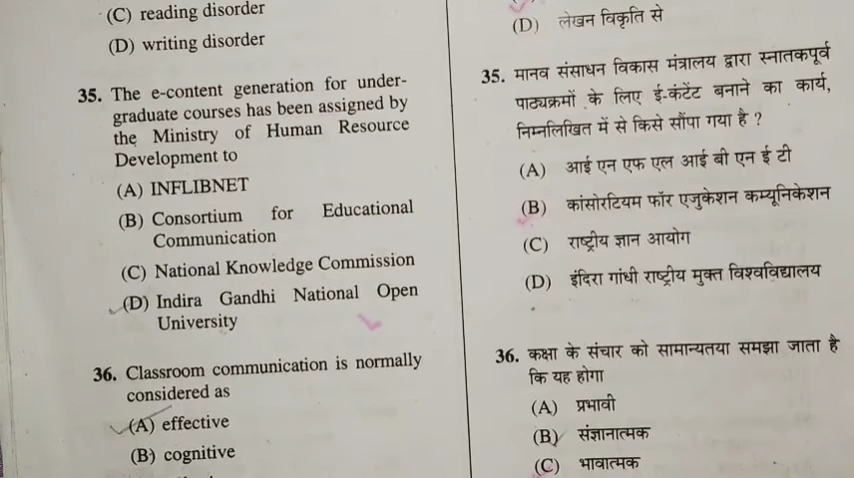 (C) reading disorder
(D) writing disorder
35. The e-content generation for under-
graduate courses has been assigned by
the Ministry of Human Resource
Development to
(A) INFLIBNET
(B) Consortium for Educational
Communication
(C) National Knowledge Commission
(D) Indira Gandhi National Open
University
36. Classroom communication is normally
considered as
(A) effective
(B) cognitive
(D) लेखन विकृति से
35. मानव संसाधन विकास मंत्रालय द्वारा स्नातकपूर्व
पाठ्यक्रमों के लिए ई-कंटेंट बनाने का कार्य,
निम्नलिखित में से किसे सौंपा गया है ?
(A) आई एन एफ एल आई बी एन ई टी
(B) कांसोरटियम फॉर एजुकेशन कम्यूनिकेशन
(C) राष्ट्रीय ज्ञान आयोग
(D) इंदिरा गांधी राष्ट्रीय मुक्त विश्वविद्यालय
36. कक्षा के संचार को सामान्यतया समझा जाता है
कि यह होगा
(A) प्रभावी
(B) संज्ञानात्मक
(C) भावात्मक